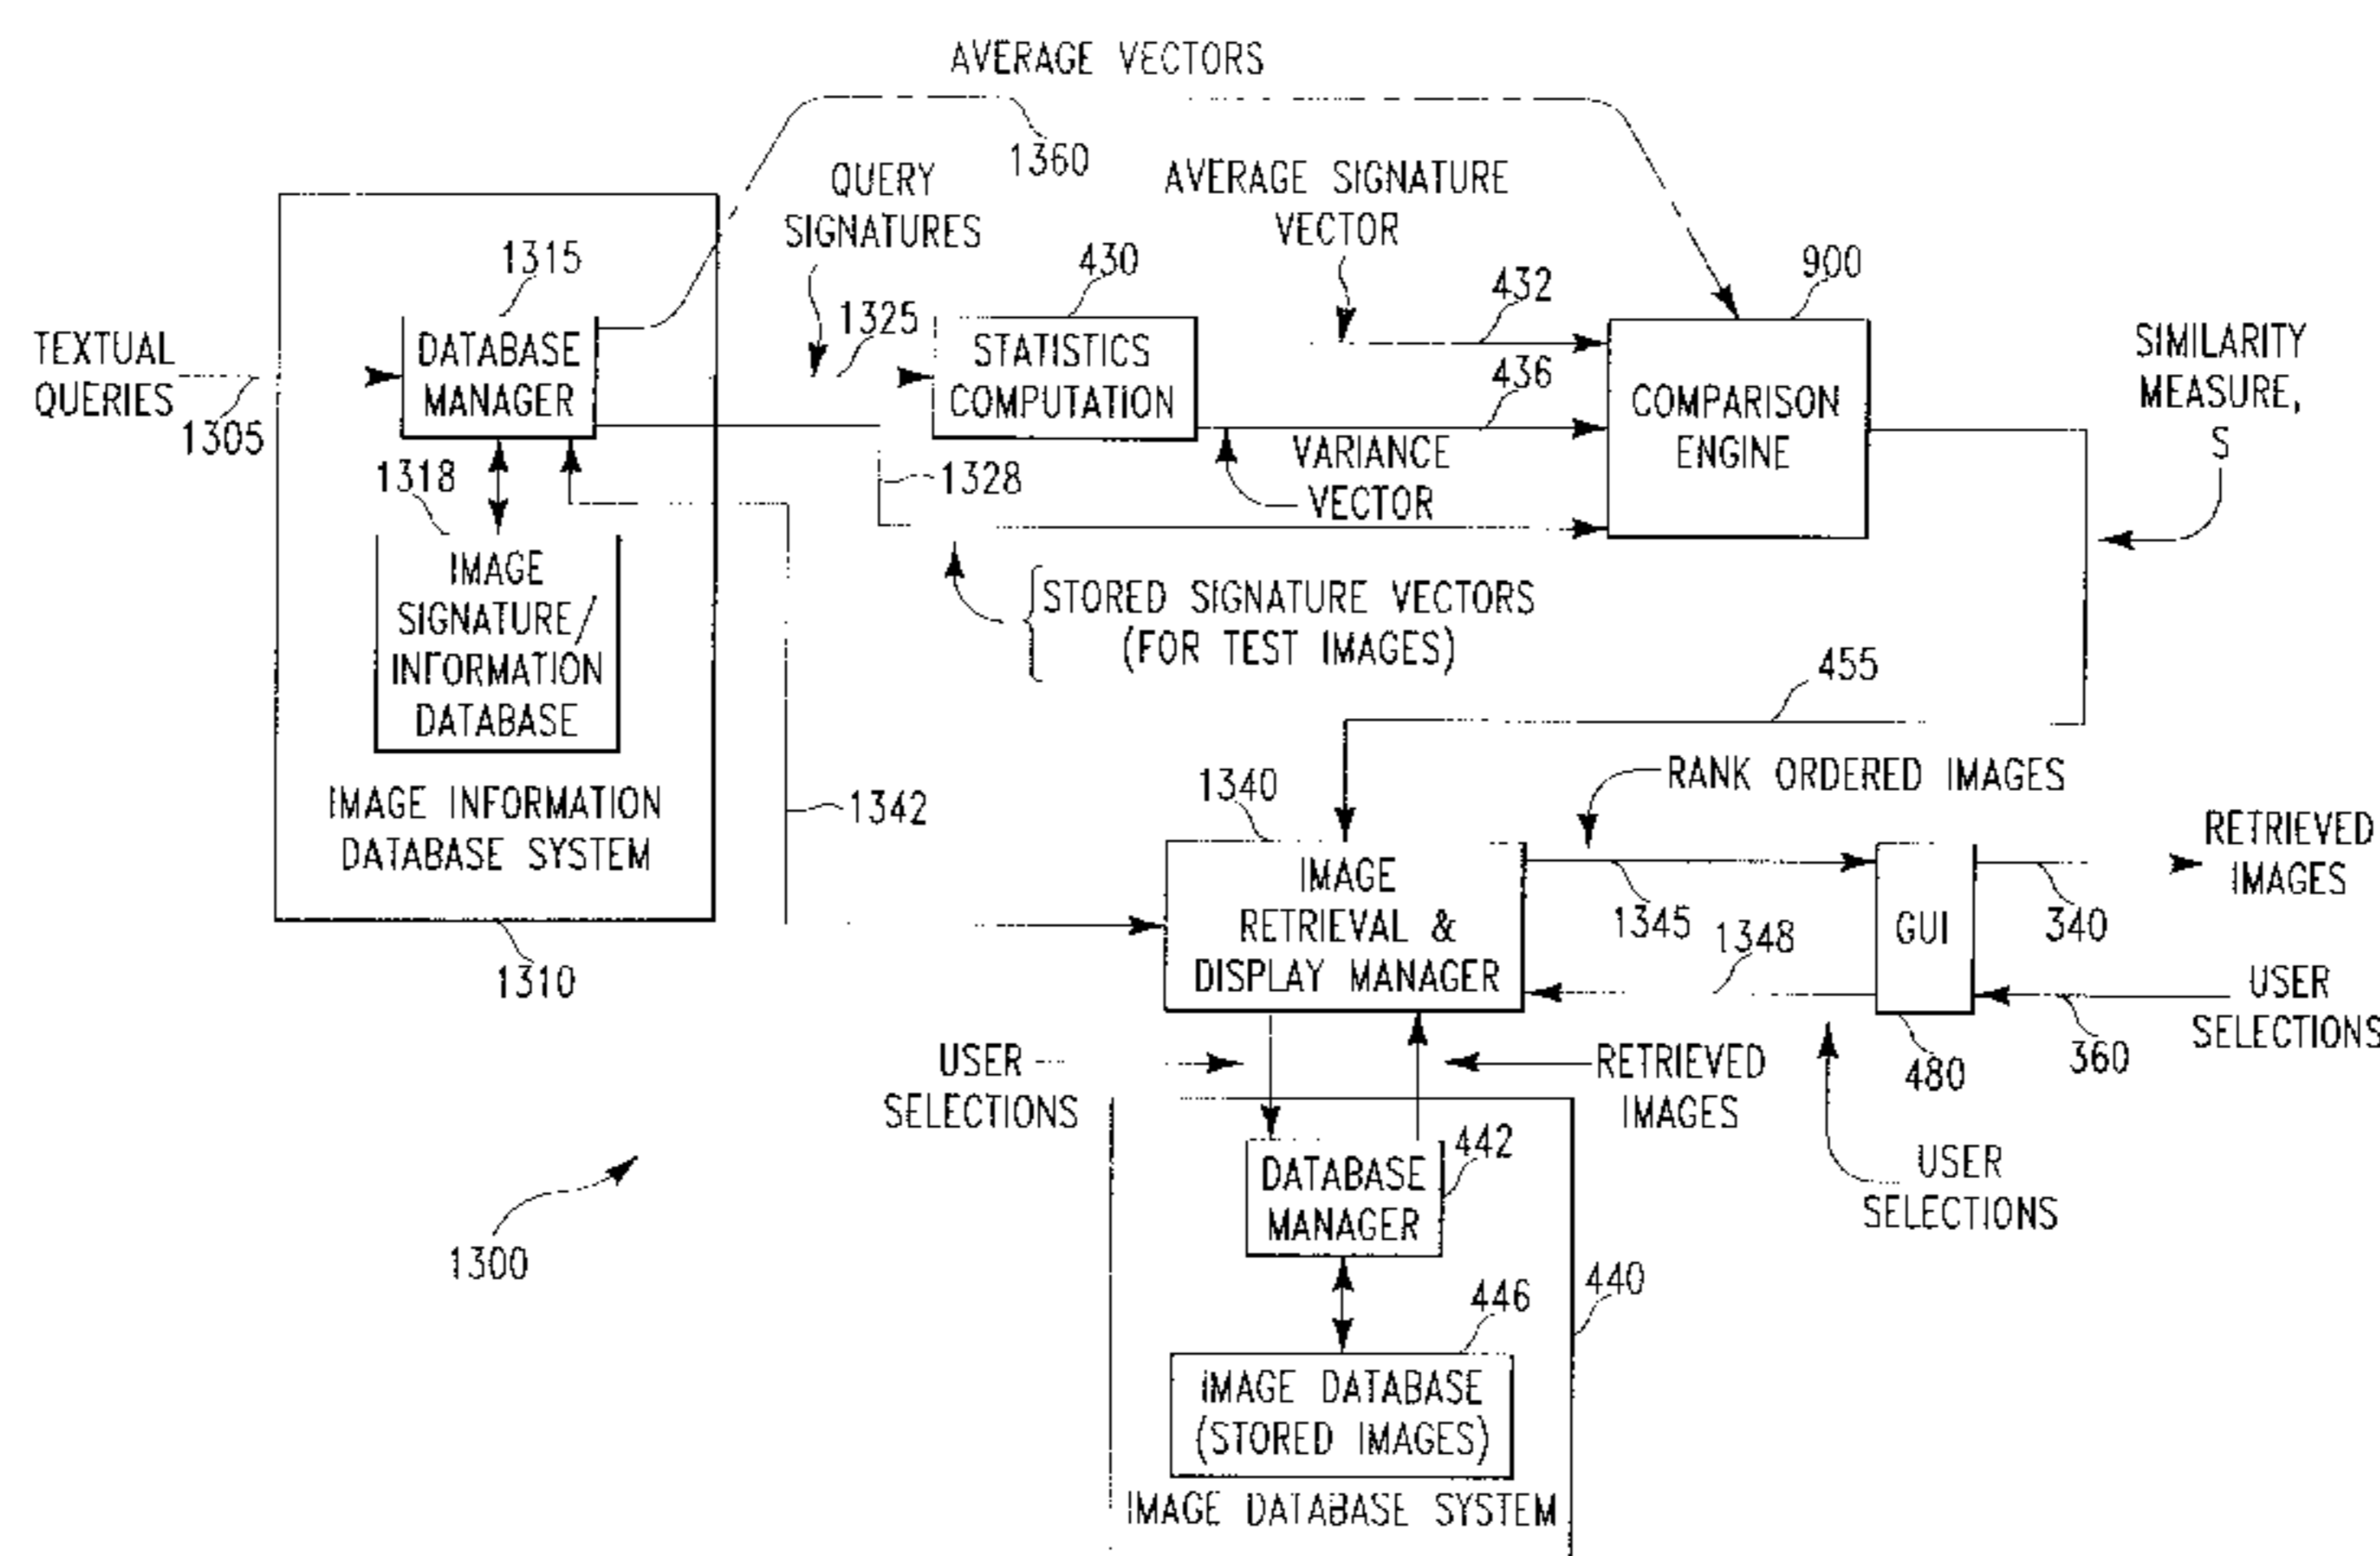 AVERAGE VECTORS
1360
QUERY
SIGNATURES
AVERAGE SIGNATURE
VECTOR
1315
430
432
900
1325
TEXTUAL
QUERIES
1305
DATABASE
MANAGER
STATISTICS
COMPUTATION
436
COMPARISON
ENGINE
SIMILARITY
MEASURE,
S
VARIANCE
VECTOR
1318
1328
IMAGE
SIGNATURE/
INFORMATION
DATABASE
STORED SIGNATURE VECTORS
(FOR TEST IMAGES)
455
IMAGE INFORMATION
DATABASE SYSTEM
1310
1342
1340
RANK ORDERED IMAGES
IMAGE
RETRIEVAL &
DISPLAY MANAGER
1345
1348
GUI
RETRIEVED
IMAGES
340
USER
SELECTIONS
360
480
USER
SELECTIONS
RETRIEVED
IMAGES
USER
SELECTIONS
DATABASE
MANAGER
442
440
446
IMAGE DATABASE
(STORED IMAGES)
IMAGE DATABASE SYSTEM
1300